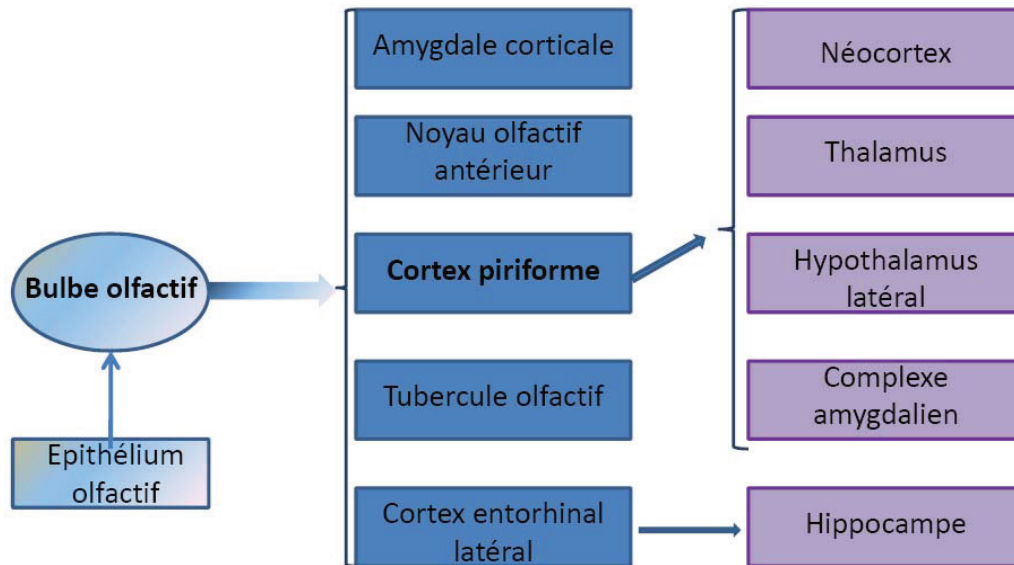 Amygdale corticale
Noyau olfactif
antérieur
Cortex piriforme
Tubercule olfactif
Cortex entorhinal
latéral
Bulbe olfactif
Epithélium
olfactif
Néocortex
Thalamus
Hypothalamus
latéral
Complexe
amygdalien
Hippocampe